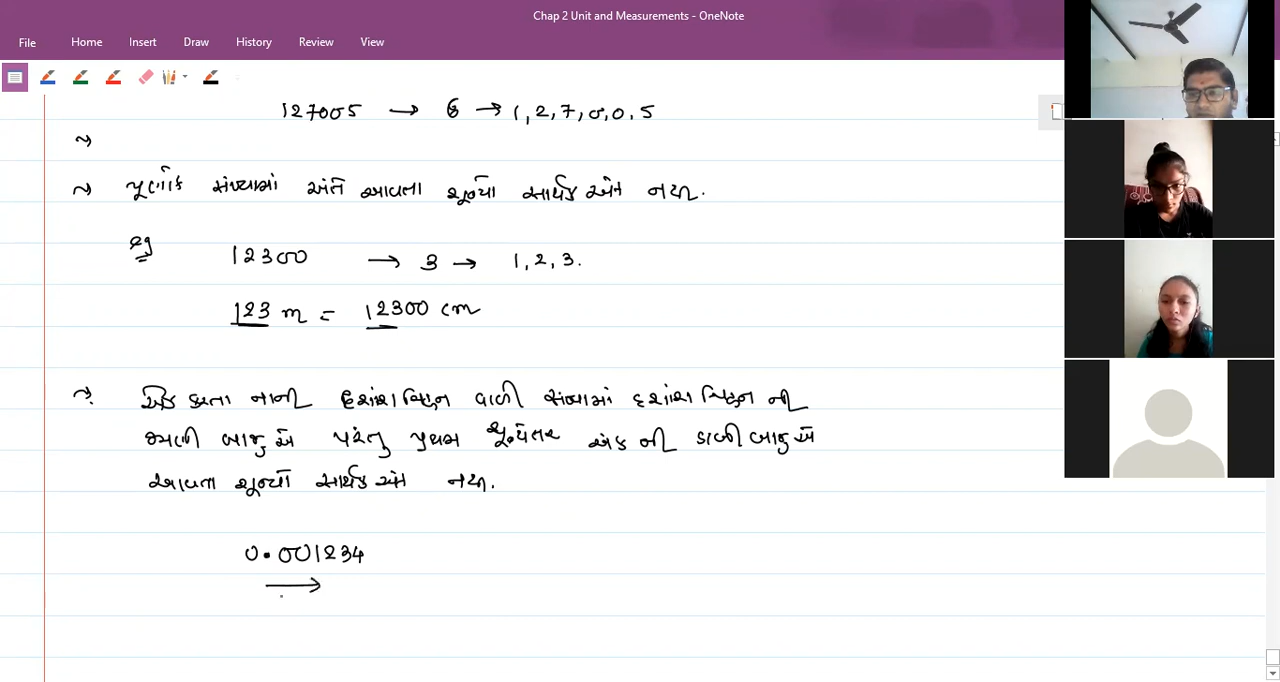 Chap 2 Unit and Measurements - OneNote
File Home Insert Draw History Review View
127005 → 6 → 1, 2, 7, 0, 0, 5
પૂર્ણાંક સંખ્યામાં અંતે આવતા શૂન્યો સાર્થક અંક નથી.
eg 12300 → 3 → 1, 2, 3.
123 m = 12300 cm
એક કરતા નાની દશાંશચિહ્ન વાળી સંખ્યામાં દશાંશ ચિહ્ન ની
જમણી બાજુએ પરંતુ પ્રથમ શૂન્યેતર અંક ની ડાબી બાજુએ
આવતા શૂન્યો સાર્થક અંક નથી.
0.001234